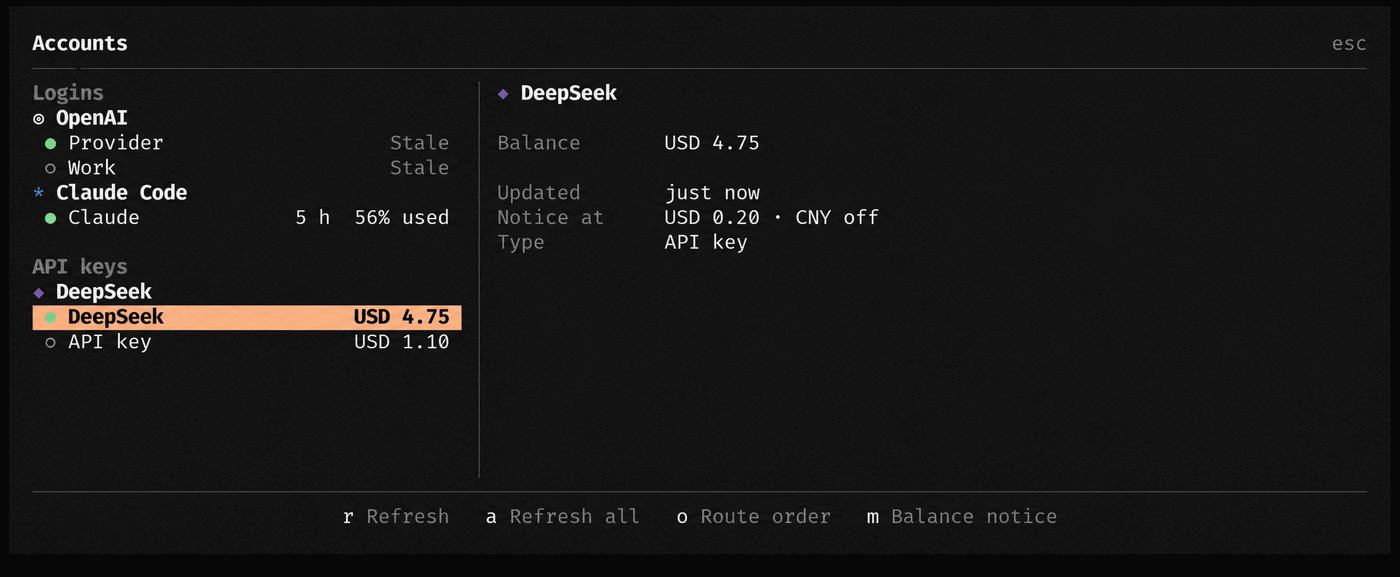 Accounts esc
Logins
OpenAI
Provider Stale
Work Stale
* Claude Code
Claude 5 h 56% used
API keys
DeepSeek
DeepSeek USD 4.75
API key USD 1.10
DeepSeek
Balance USD 4.75
Updated just now
Notice at USD 0.20 · CNY off
Type API key
r Refresh a Refresh all o Route order m Balance notice